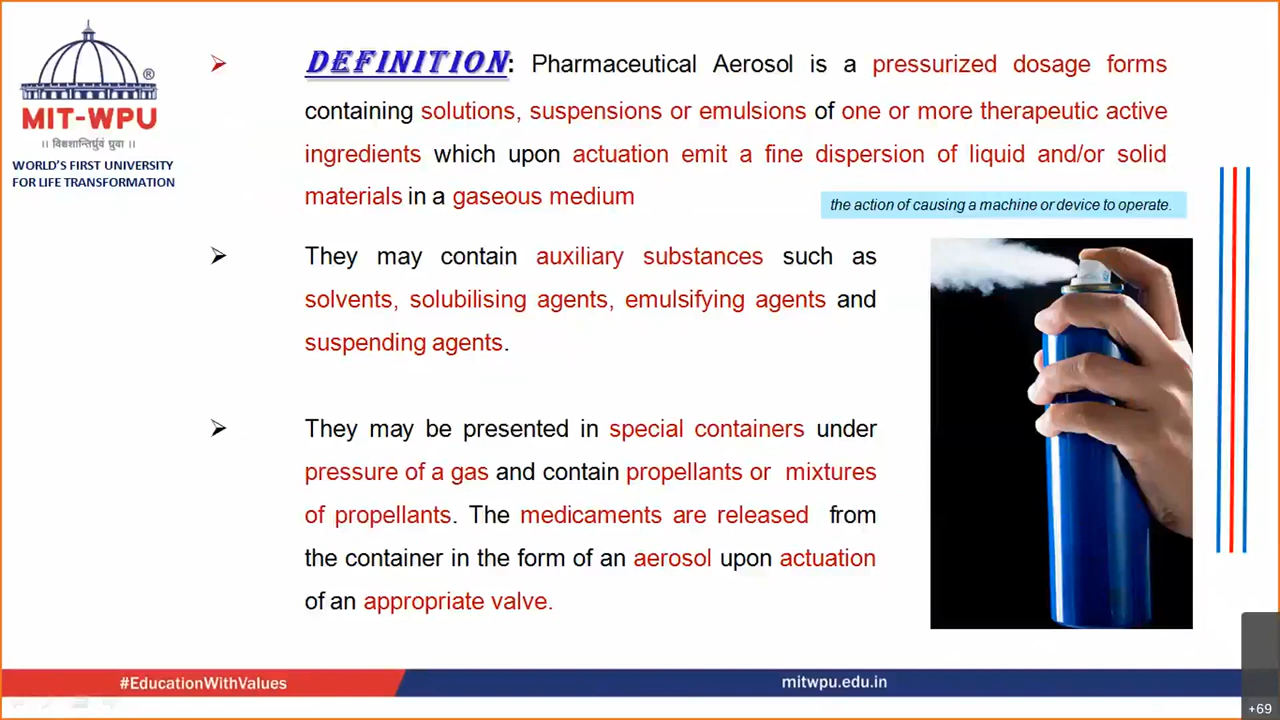 ®
MIT-WPU
।। विश्वशान्तिर्ध्रुवं ध्रुवा ।।
WORLD'S FIRST UNIVERSITY
FOR LIFE TRANSFORMATION
➢ DEFINITION: Pharmaceutical Aerosol is a pressurized dosage forms
containing solutions, suspensions or emulsions of one or more therapeutic active
ingredients which upon actuation emit a fine dispersion of liquid and/or solid
materials in a gaseous medium
the action of causing a machine or device to operate.
➢ They may contain auxiliary substances such as
solvents, solubilising agents, emulsifying agents and
suspending agents.
➢ They may be presented in special containers under
pressure of a gas and contain propellants or mixtures
of propellants. The medicaments are released from
the container in the form of an aerosol upon actuation
of an appropriate valve.
#EducationWithValues
mitwpu.edu.in
+69